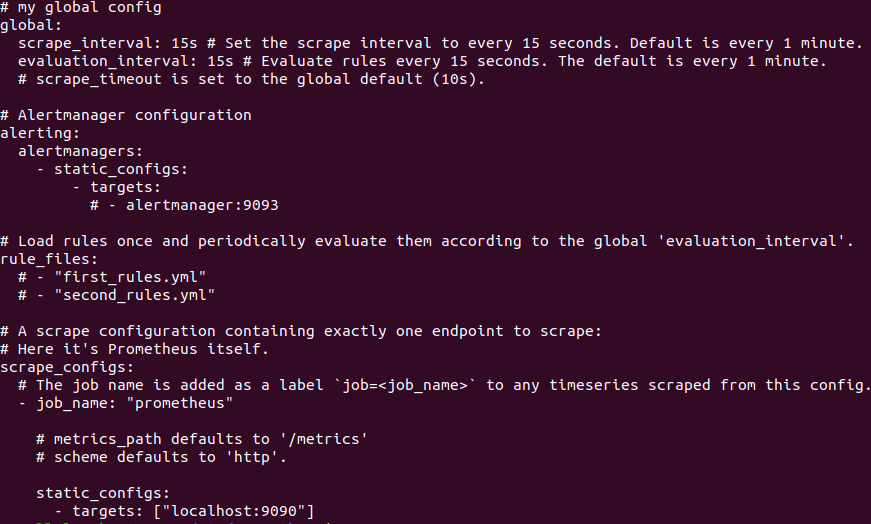 # my global config
global:
  scrape_interval: 15s # Set the scrape interval to every 15 seconds. Default is every 1 minute.
  evaluation_interval: 15s # Evaluate rules every 15 seconds. The default is every 1 minute.
  # scrape_timeout is set to the global default (10s).

# Alertmanager configuration
alerting:
  alertmanagers:
    - static_configs:
        - targets:
          # - alertmanager:9093

# Load rules once and periodically evaluate them according to the global 'evaluation_interval'.
rule_files:
  # - "first_rules.yml"
  # - "second_rules.yml"

# A scrape configuration containing exactly one endpoint to scrape:
# Here it's Prometheus itself.
scrape_configs:
  # The job name is added as a label `job=<job_name>` to any timeseries scraped from this config.
  - job_name: "prometheus"

    # metrics_path defaults to '/metrics'
    # scheme defaults to 'http'.

    static_configs:
      - targets: ["localhost:9090"]